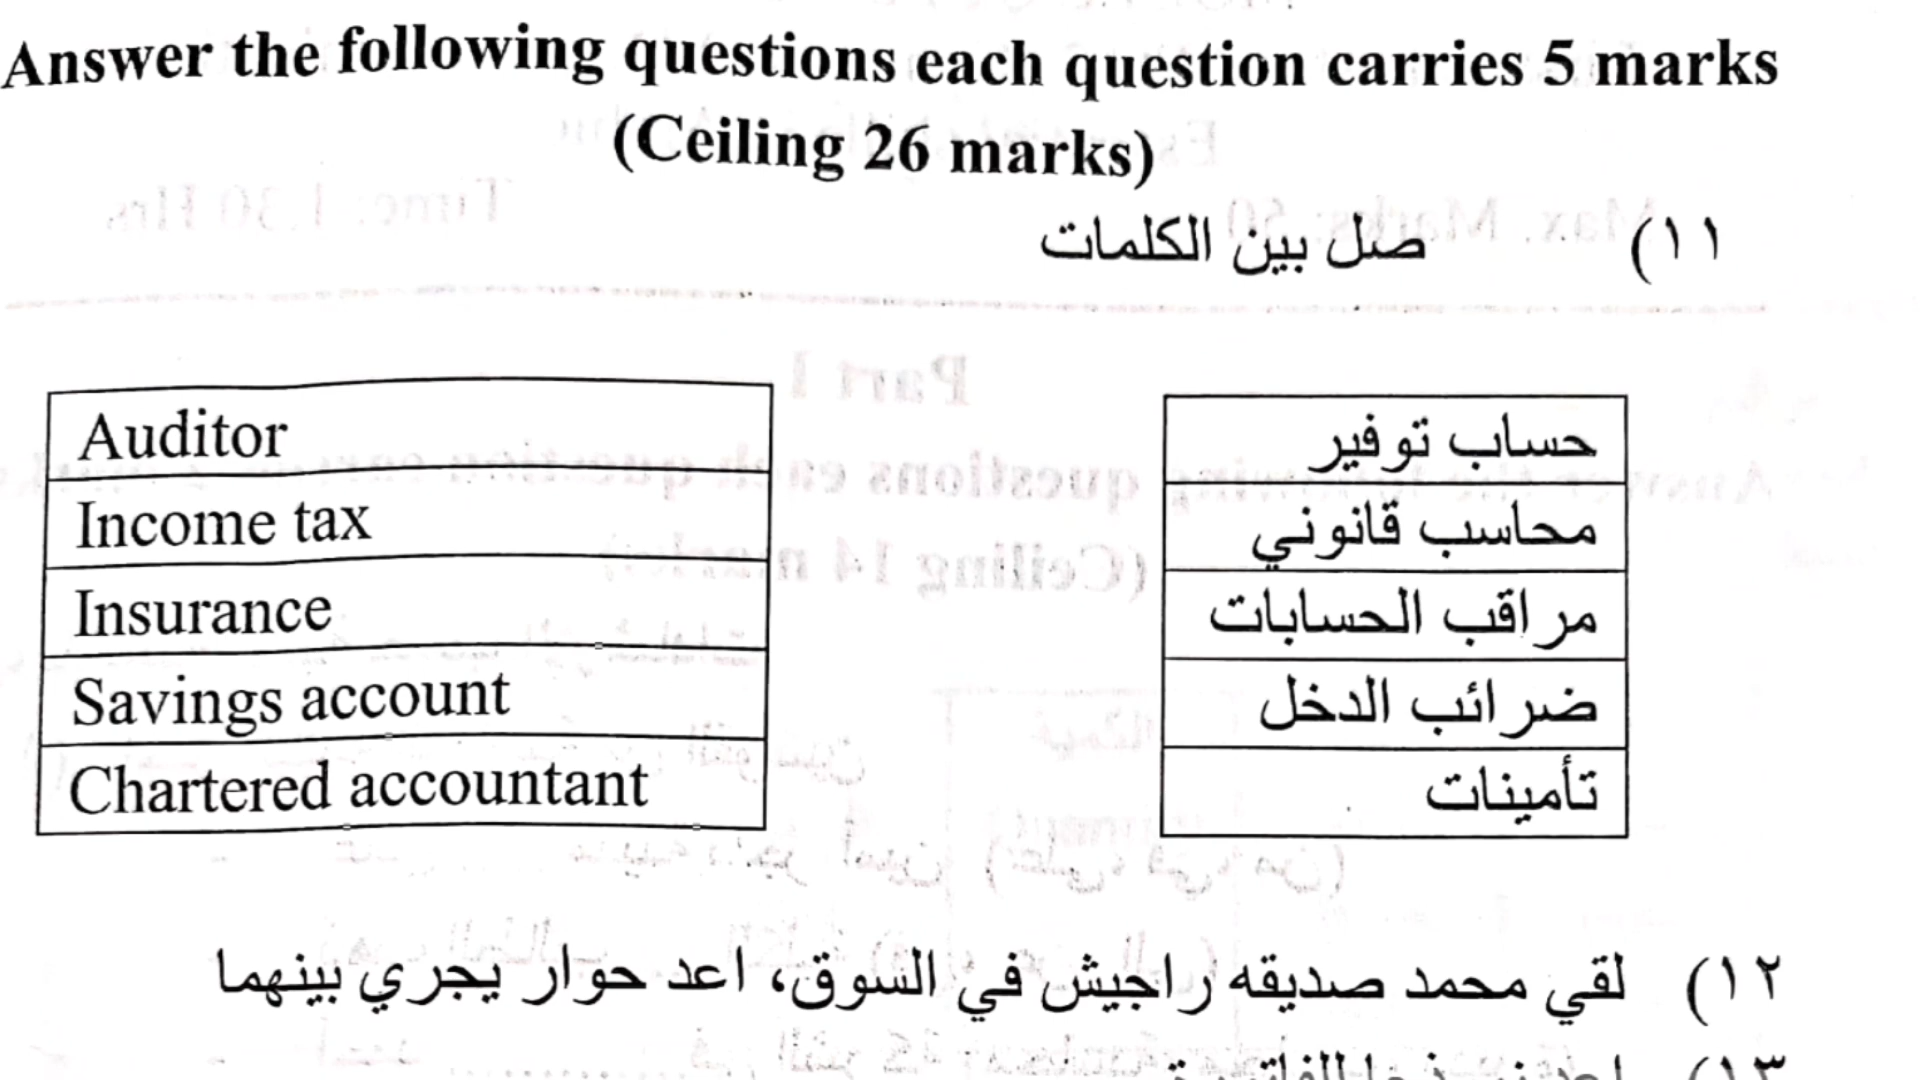 Answer the following questions each question carries 5 marks
(Ceiling 26 marks)
١١) صل بين الكلمات
Auditor
Income tax
Insurance
Savings account
Chartered accountant
حساب توفير
محاسب قانوني
مراقب الحسابات
ضرائب الدخل
تأمينات
١٢) لقي محمد صديقه راجيش في السوق، اعد حوار يجري بينهما
١٣)